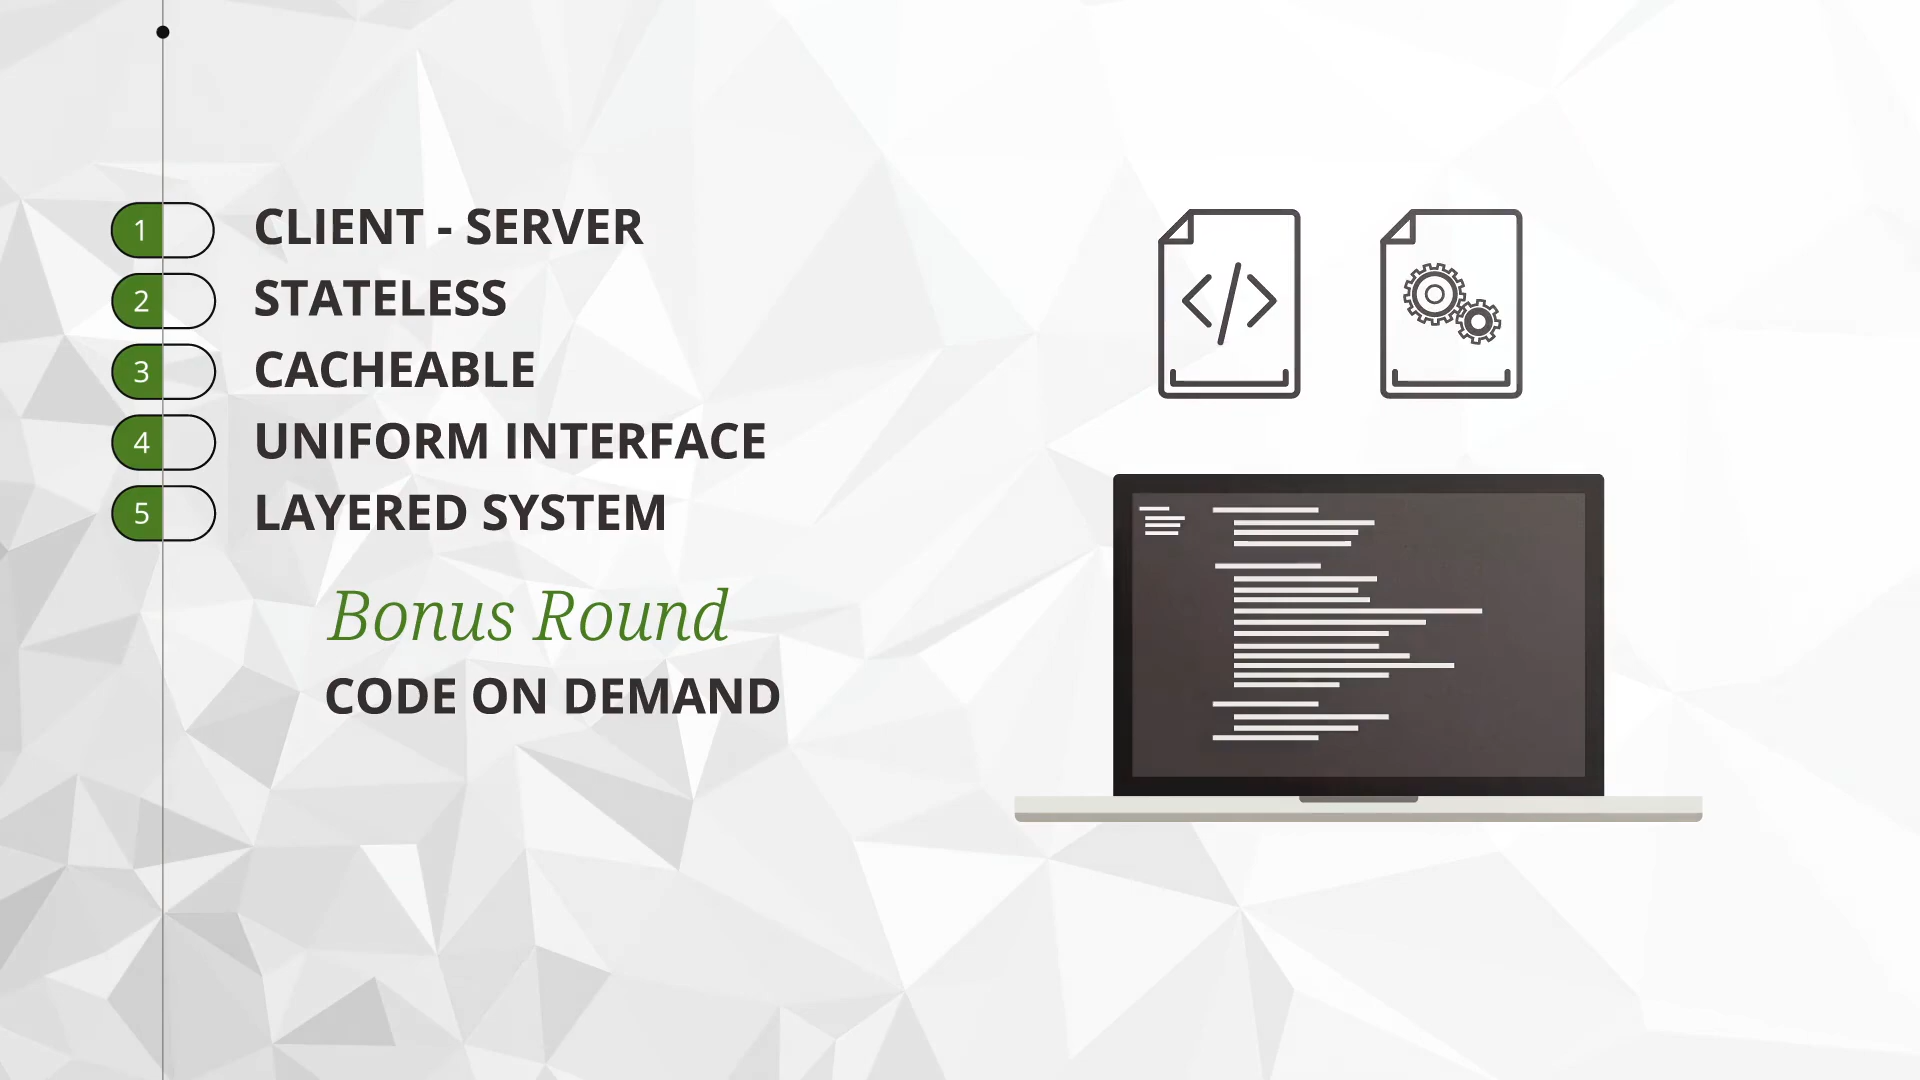 1 CLIENT - SERVER
2 STATELESS
3 CACHEABLE
4 UNIFORM INTERFACE
5 LAYERED SYSTEM
Bonus Round
CODE ON DEMAND
</>